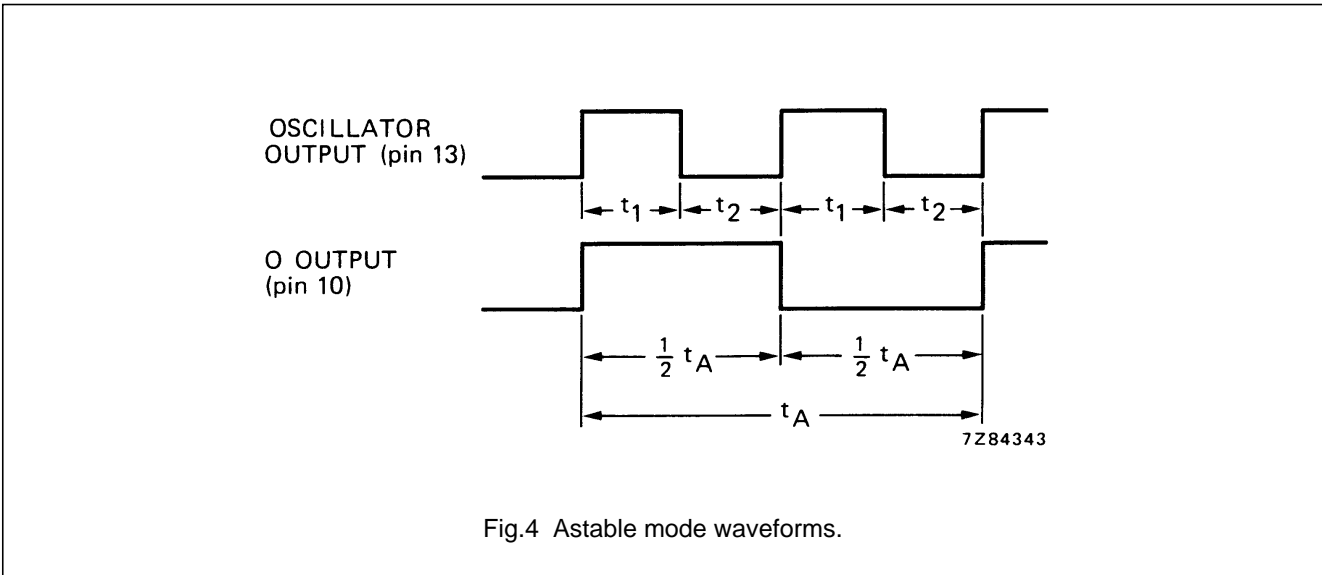 OSCILLATOR
OUTPUT (pin 13)
t1 t2 t1 t2
O OUTPUT
(pin 10)
1/2 tA 1/2 tA
tA
7Z84343
Fig.4 Astable mode waveforms.